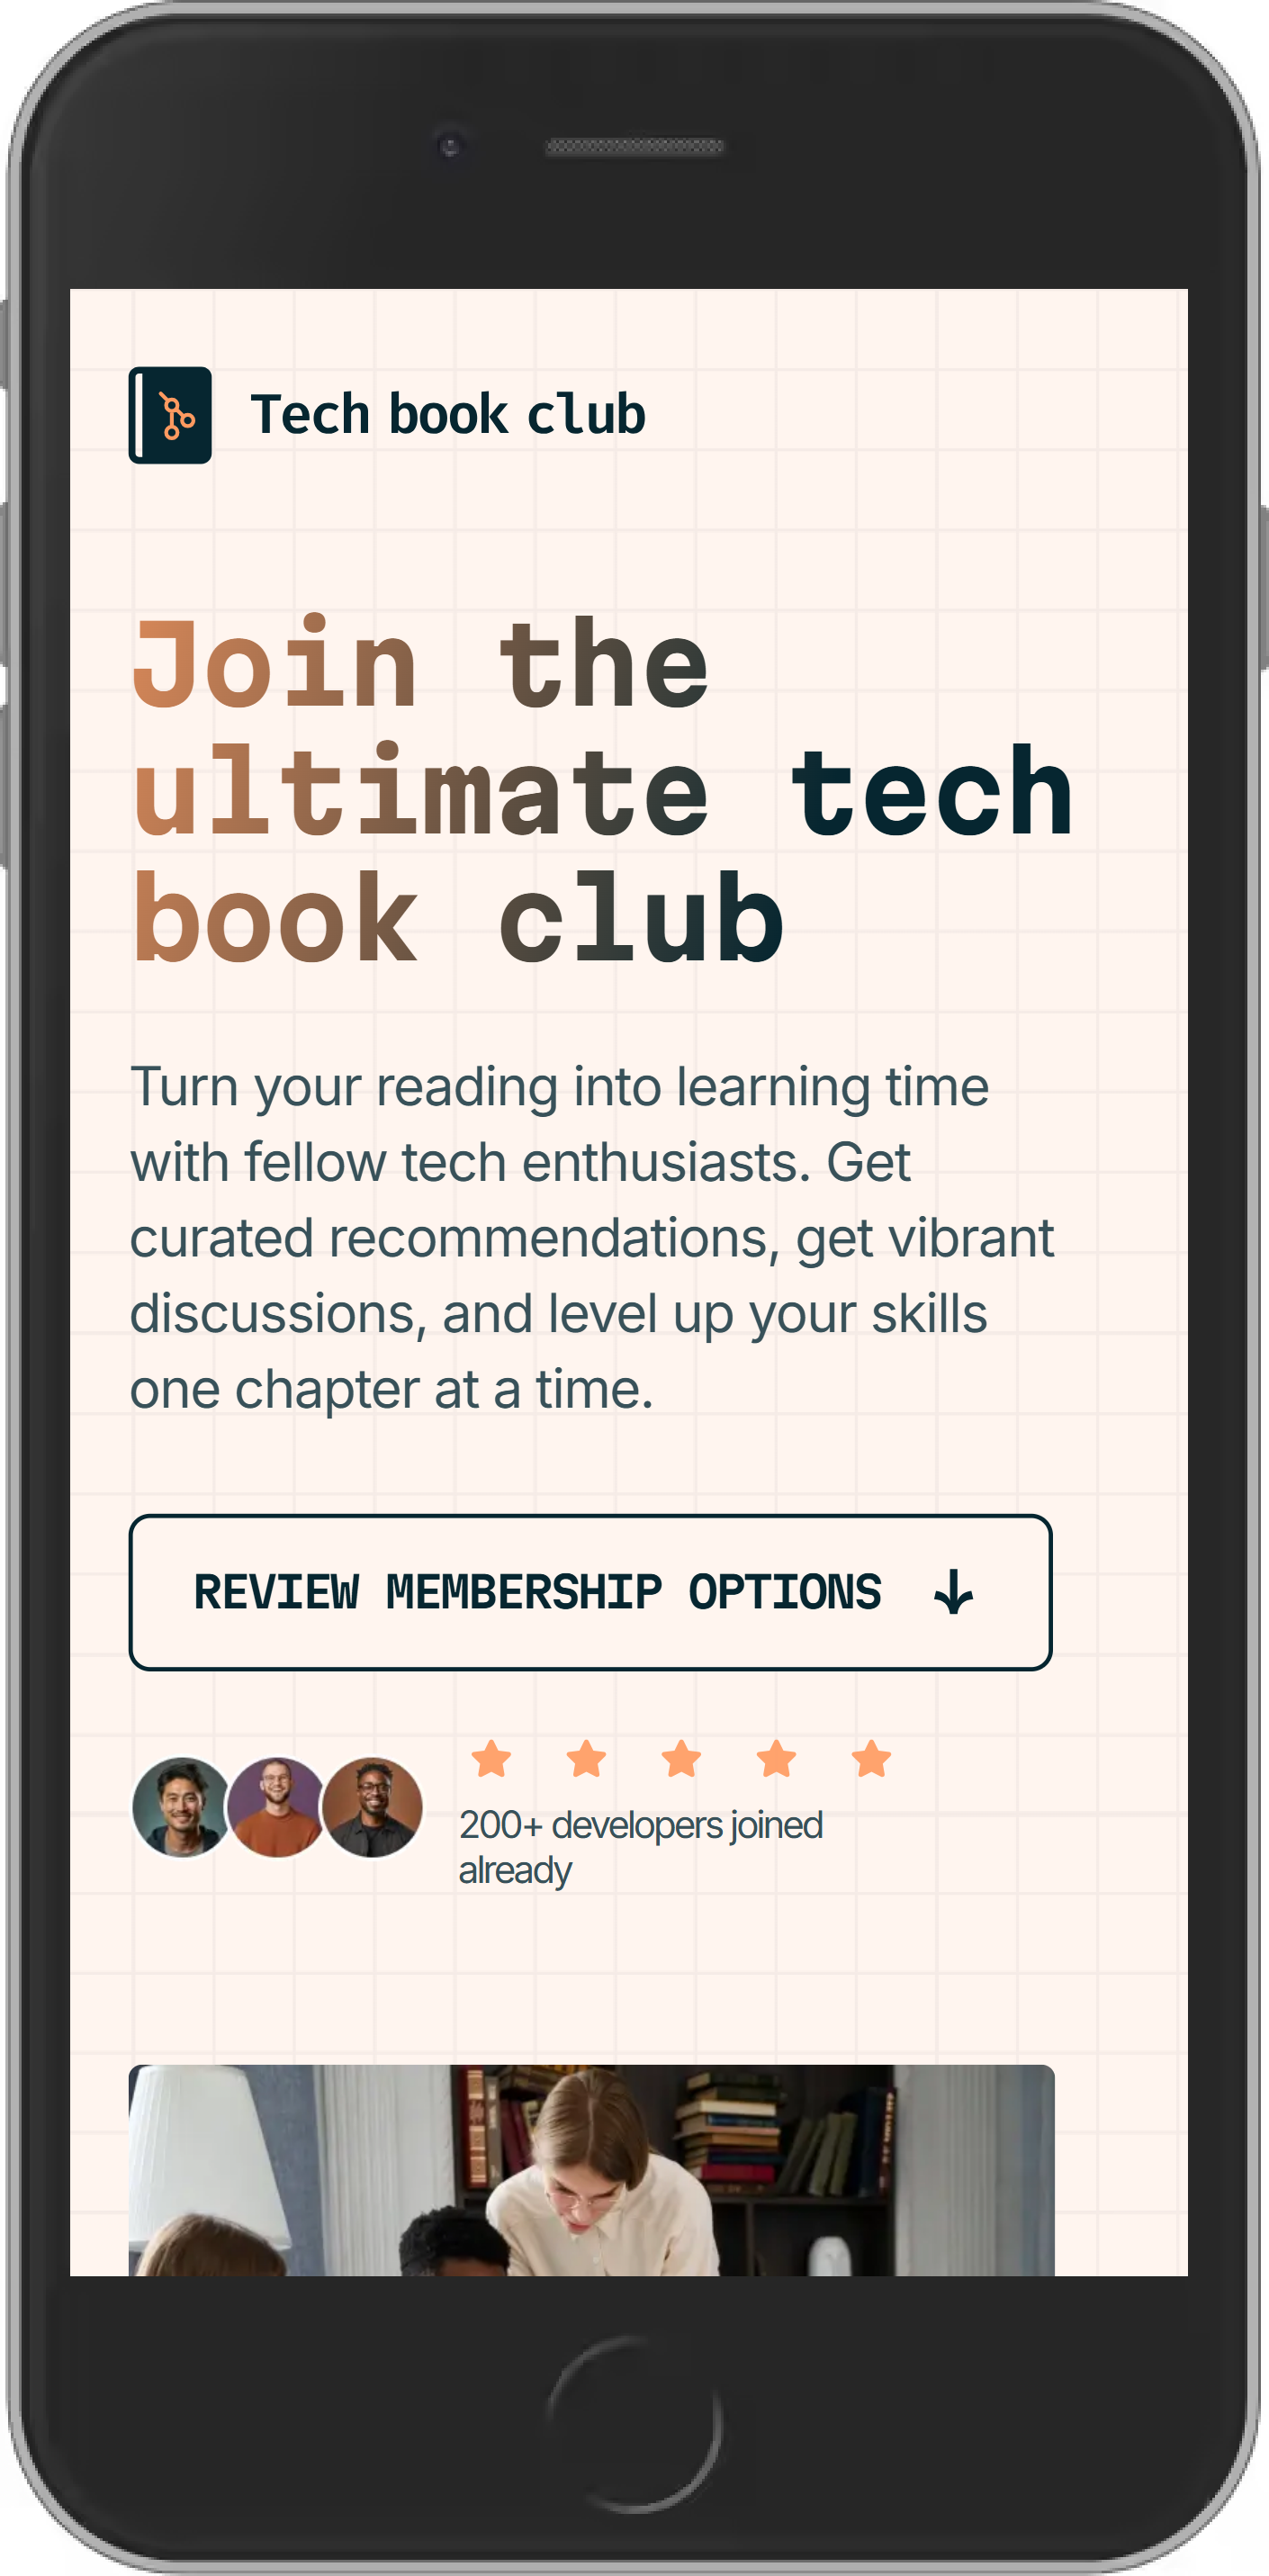 Tech book club
Join the
ultimate tech
book club
Turn your reading into learning time
with fellow tech enthusiasts. Get
curated recommendations, get vibrant
discussions, and level up your skills
one chapter at a time.
REVIEW MEMBERSHIP OPTIONS
200+ developers joined
already